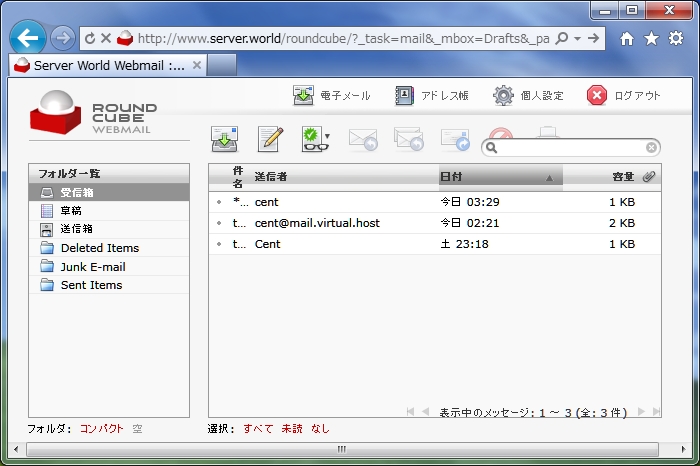 http://www.server.world/roundcube/?_task=mail&_mbox=Drafts&_pa
Server World Webmail :...
ROUND
CUBE
WEBMAIL
電子メール アドレス帳 個人設定 ログアウト
フォルダ一覧
受信箱
草稿
送信箱
Deleted Items
Junk E-mail
Sent Items
件名 送信者 日付 容量
*... cent 今日 03:29 1 KB
t... cent@mail.virtual.host 今日 02:21 2 KB
t... Cent 土 23:18 1 KB
表示中のメッセージ: 1 ～ 3 (全: 3 件)
フォルダ: コンパクト 空
選択: すべて 未読 なし